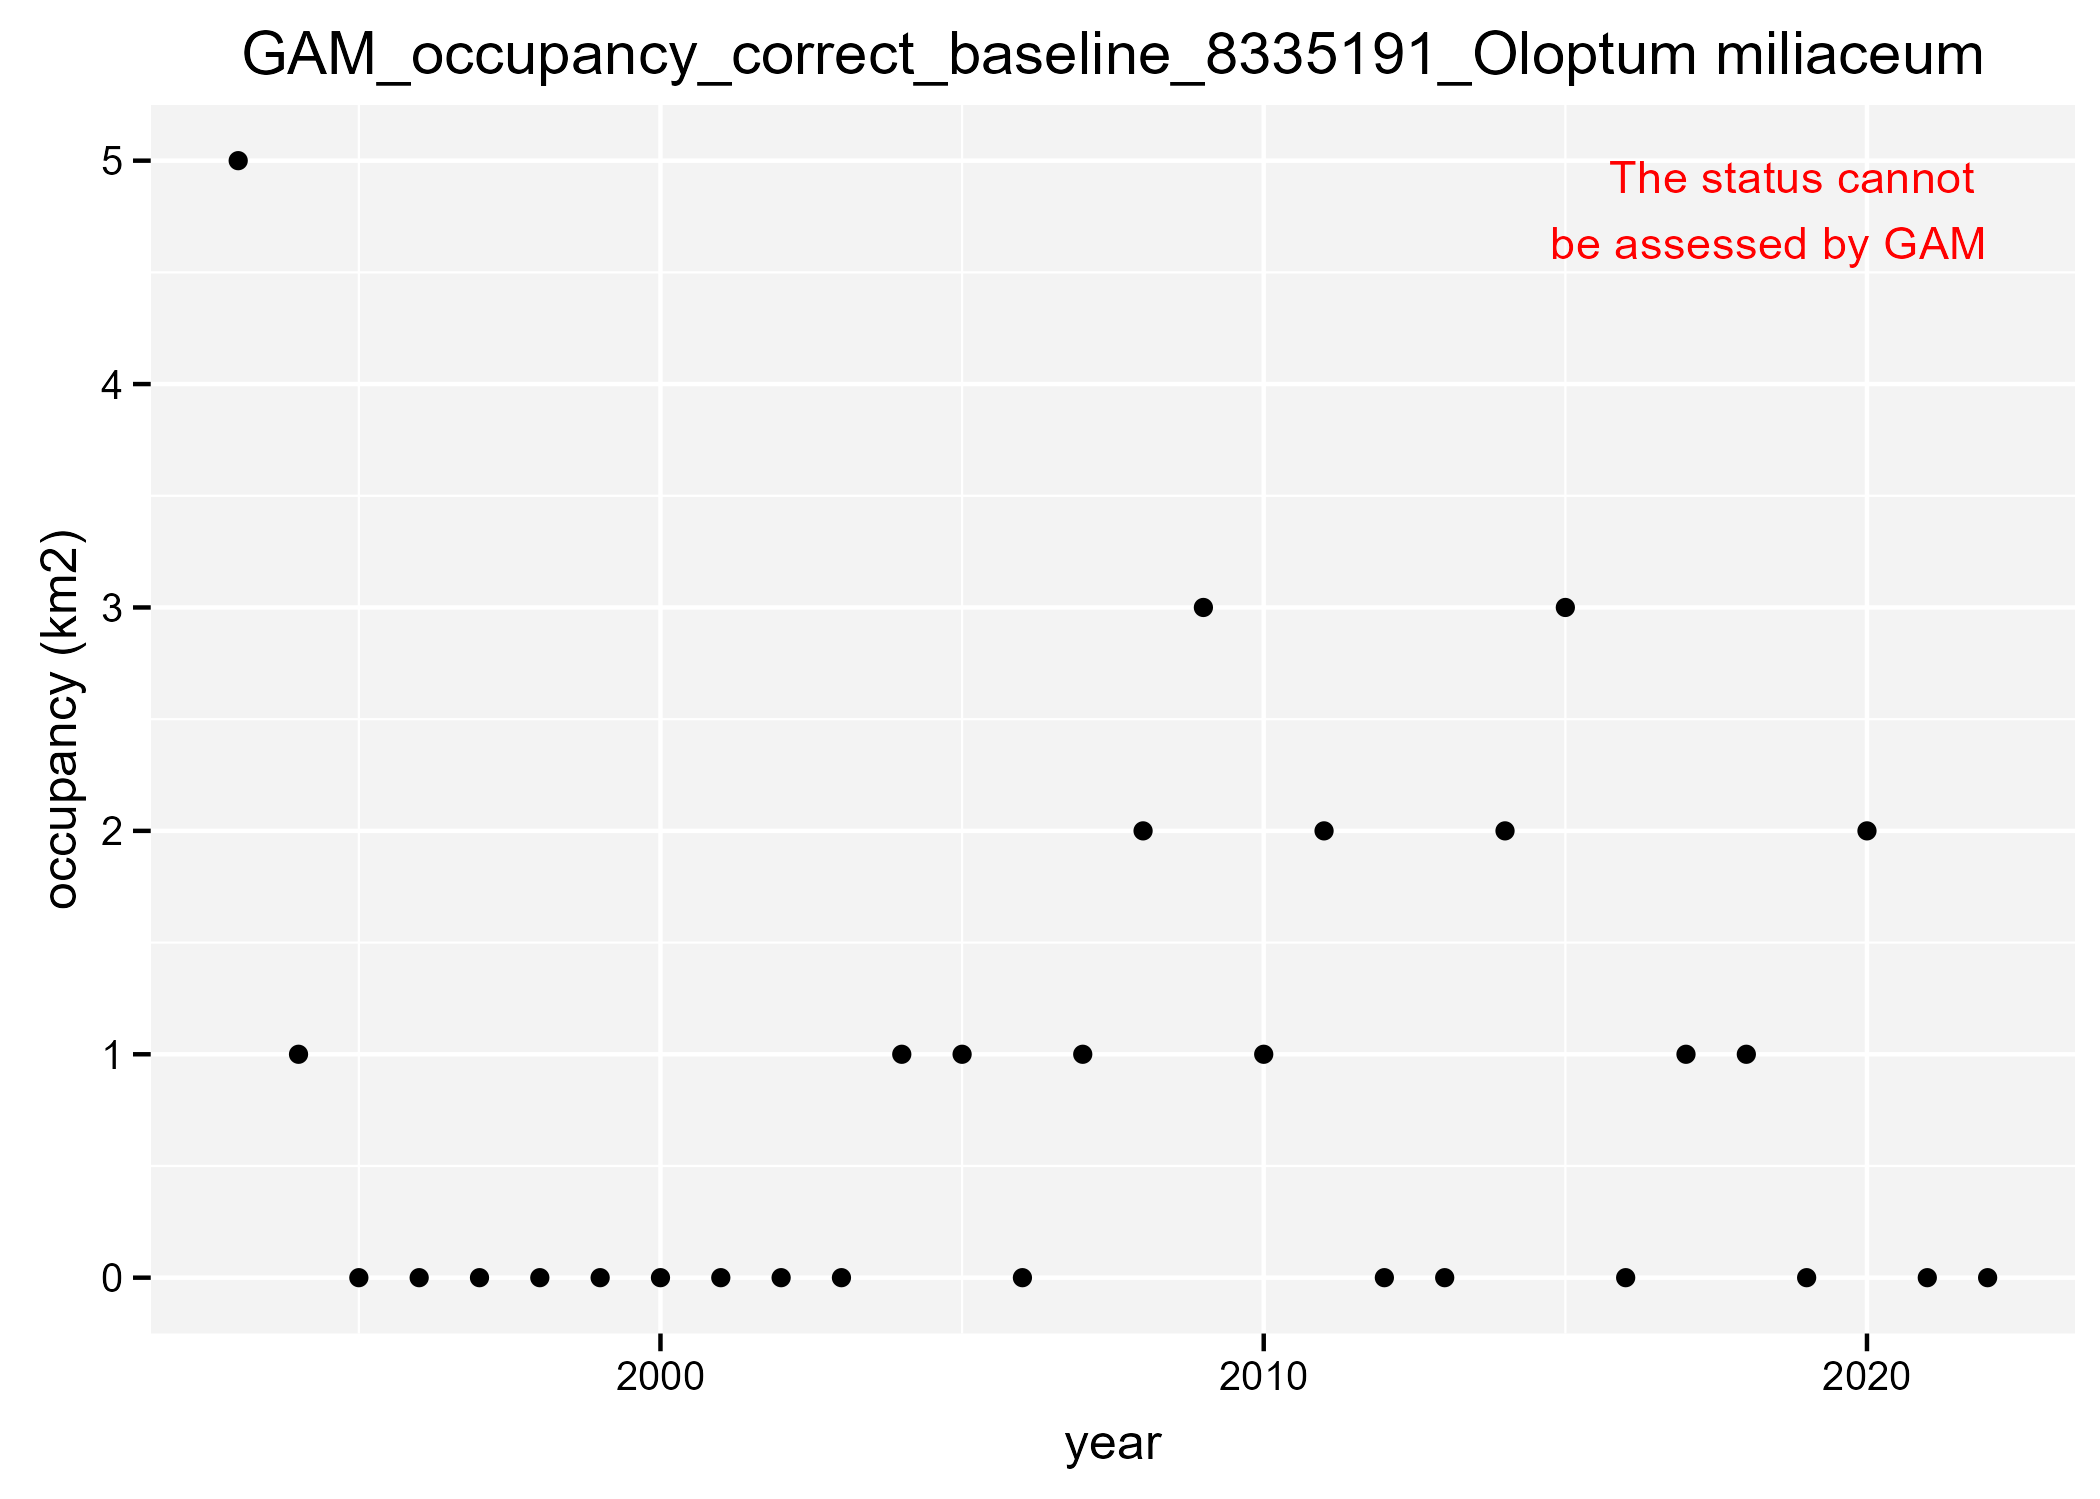 GAM_occupancy_correct_baseline_8335191_Oloptum miliaceum
The status cannot
be assessed by GAM
5
4
3
2
1
0
occupancy (km2)
2000 2010 2020
year